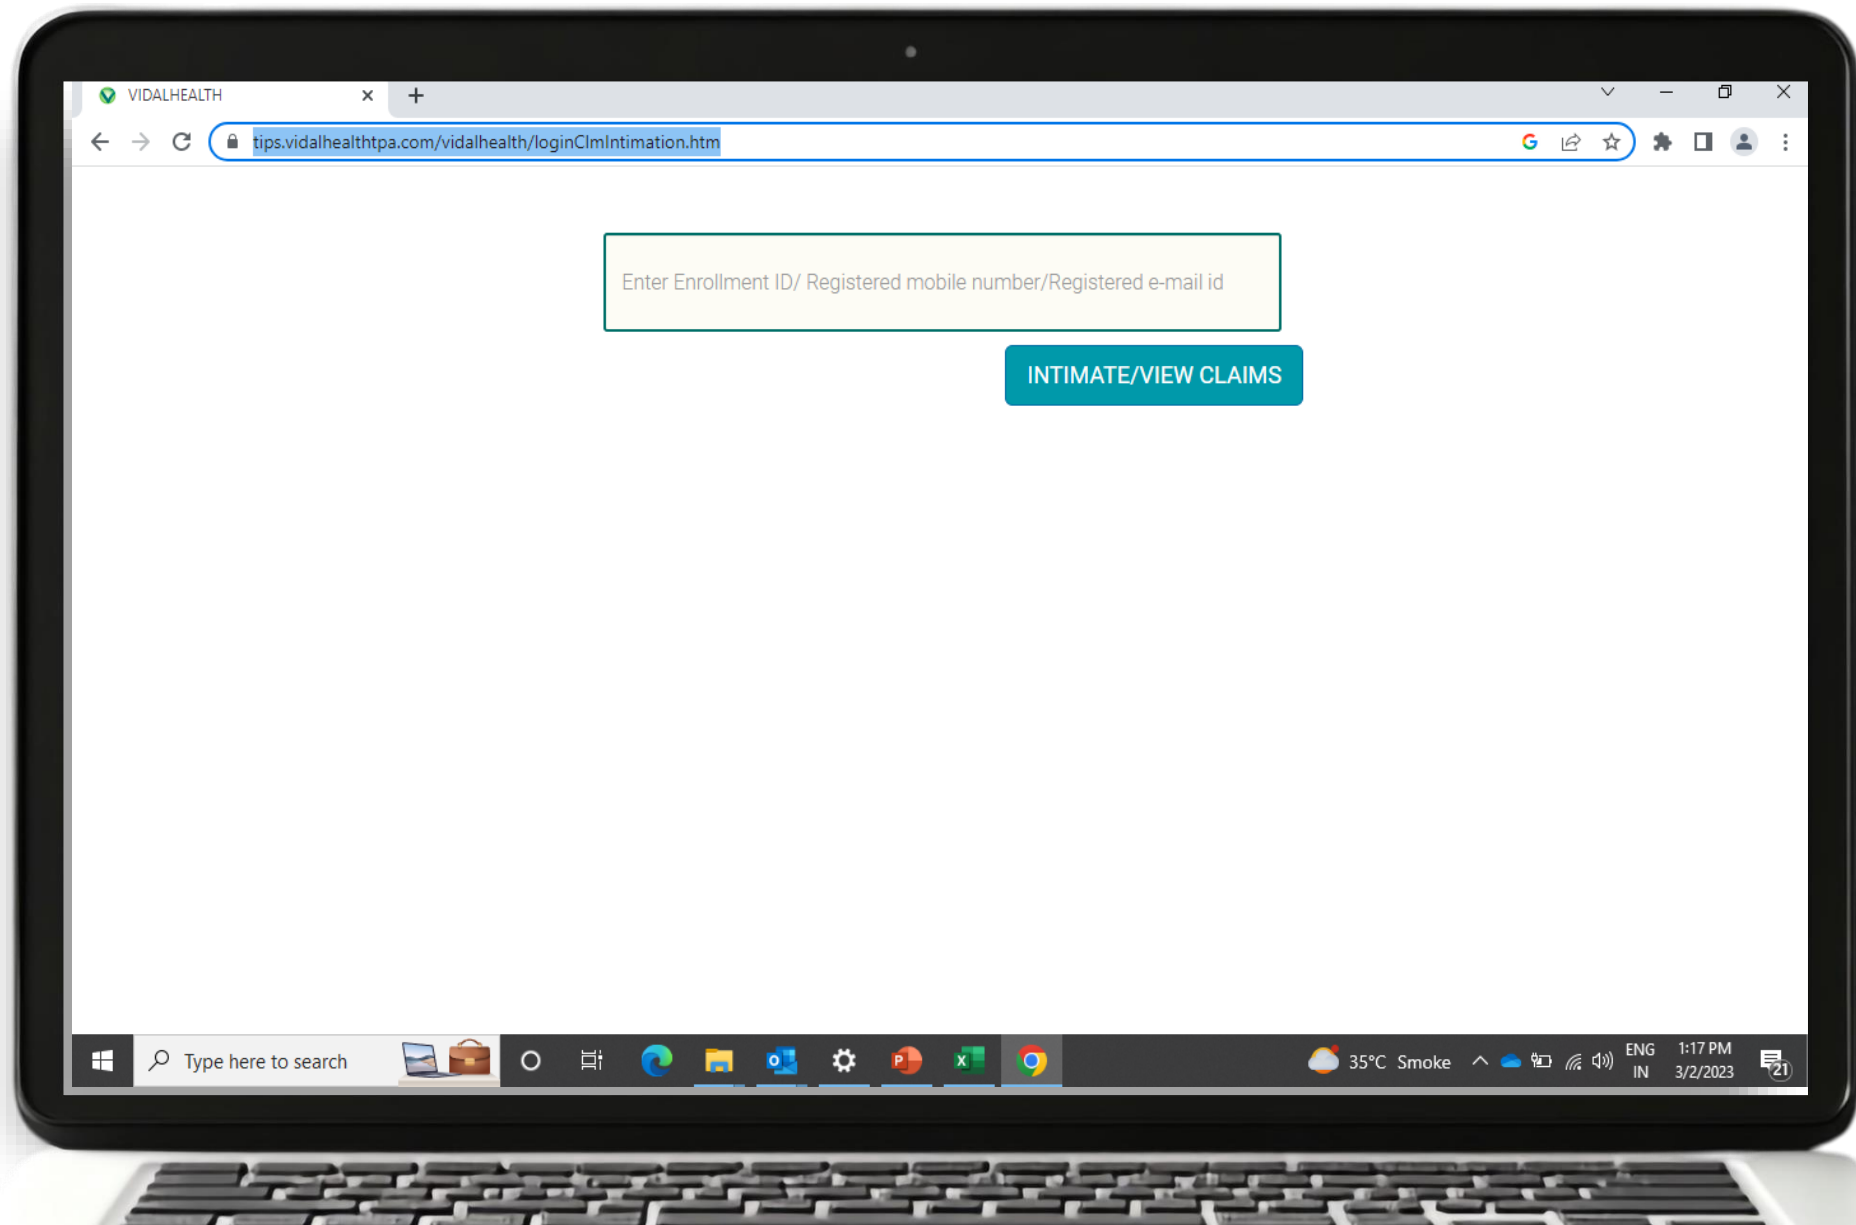 VIDALHEALTH
tips.vidalhealthtpa.com/vidalhealth/loginClmIntimation.htm
Enter Enrollment ID/ Registered mobile number/Registered e-mail id
INTIMATE/VIEW CLAIMS
Type here to search
35°C Smoke
ENG
IN
1:17 PM
3/2/2023
21